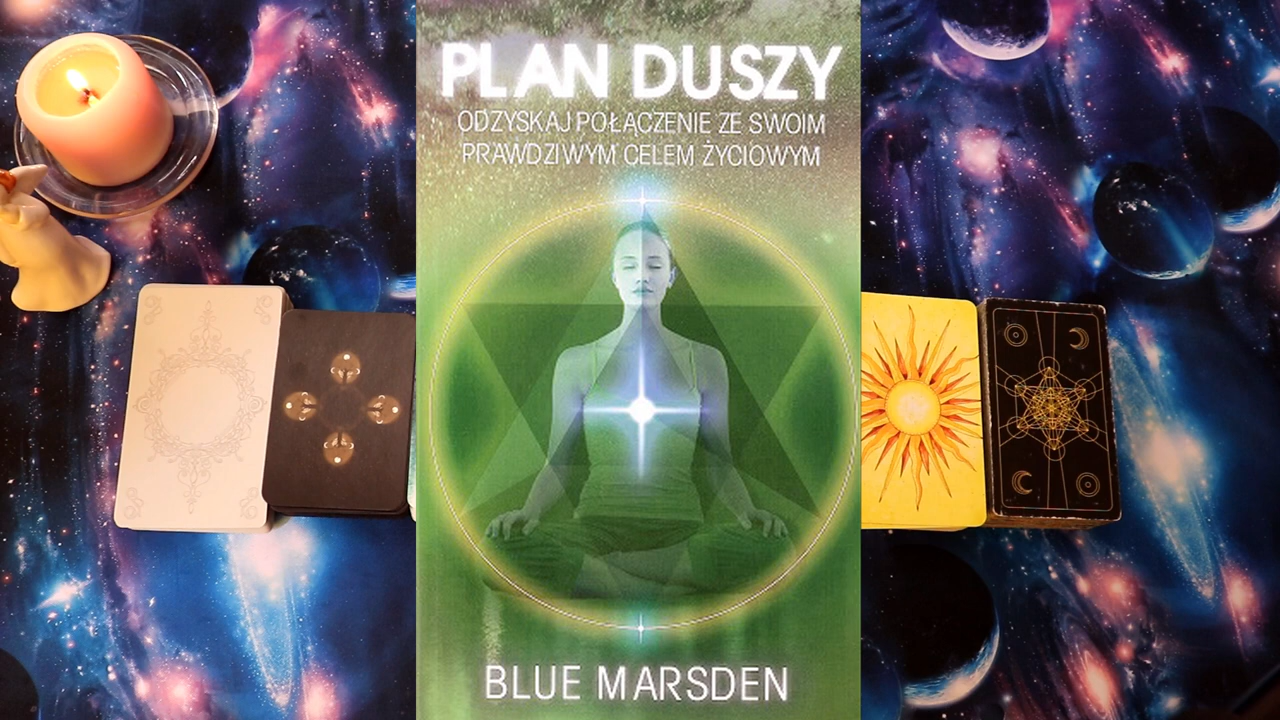 PLAN DUSZY
ODZYSKAJ POŁĄCZENIE ZE SWOIM
PRAWDZIWYM CELEM ŻYCIOWYM
BLUE MARSDEN